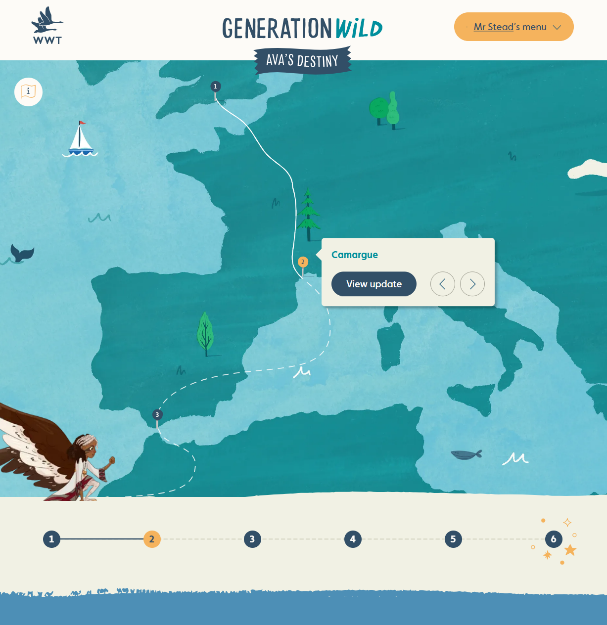 WWT
GENERATION WiLD
AVA'S DESTINY
Mr Stead's menu
i
1
2
Camargue
View update
3
1 2 3 4 5 6